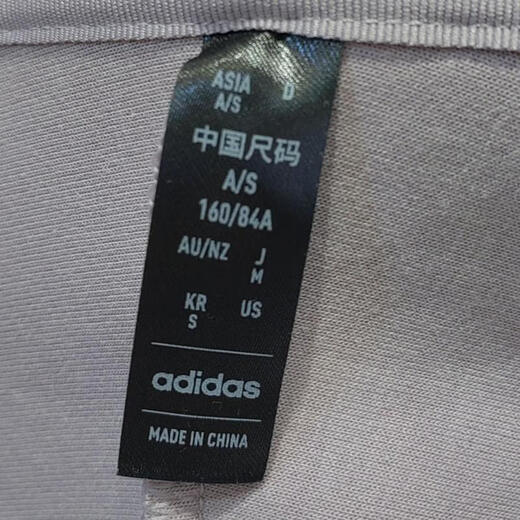 ASIA D
A/S
中国尺码
A/S
160/84A
AU/NZ J
M
KR US
S
adidas
MADE IN CHINA